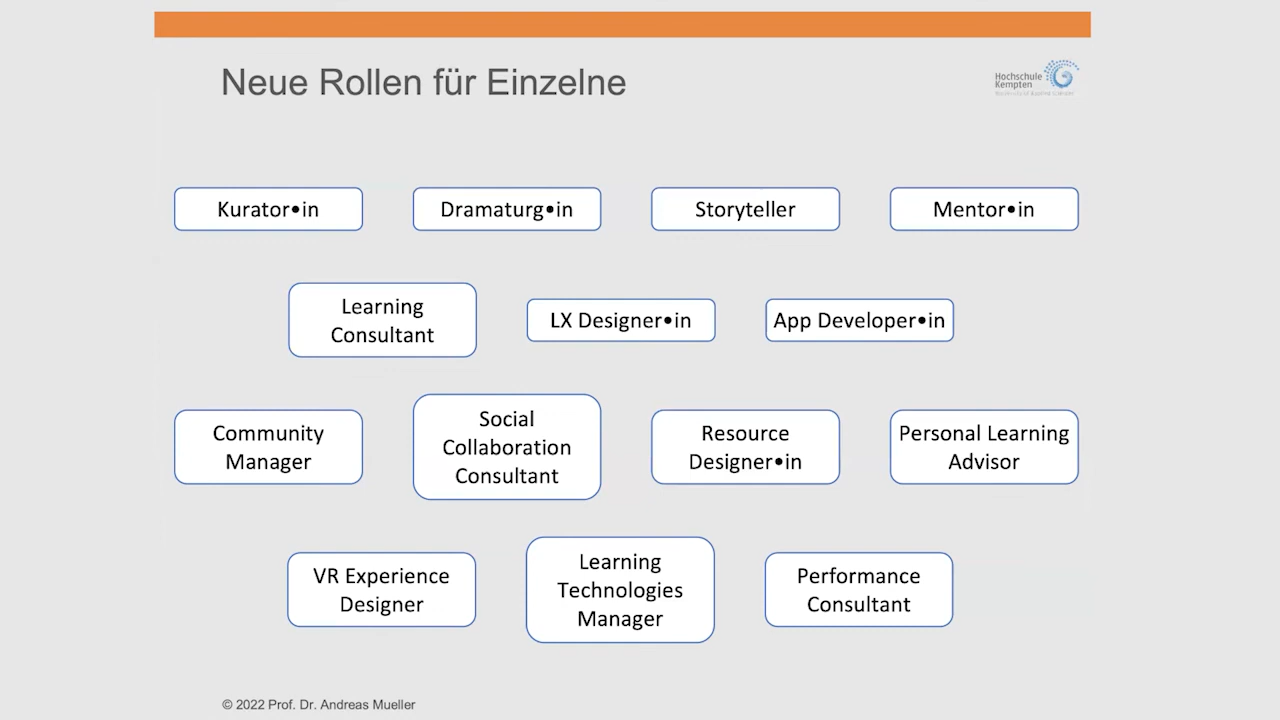 Neue Rollen für Einzelne
Hochschule
Kempten
Kurator•in
Dramaturg•in
Storyteller
Mentor•in
Learning
Consultant
LX Designer•in
App Developer•in
Community
Manager
Social
Collaboration
Consultant
Resource
Designer•in
Personal Learning
Advisor
VR Experience
Designer
Learning
Technologies
Manager
Performance
Consultant
© 2022 Prof. Dr. Andreas Mueller